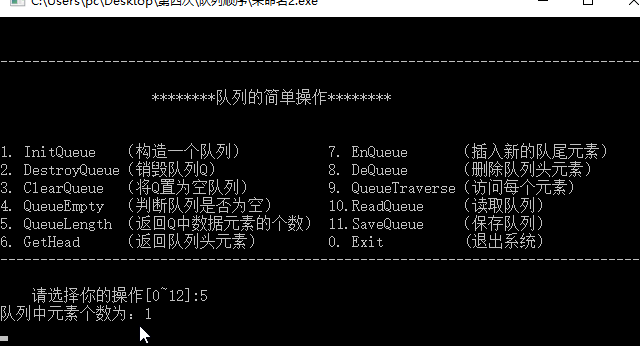 C:\Users\pc\Desktop\第四次\队列顺序\未命名2.exe
--------------------------------------------------------------------------------
********队列的简单操作********
1. InitQueue (构造一个队列) 7. EnQueue (插入新的队尾元素)
2. DestroyQueue(销毁队列Q) 8. DeQueue (删除队列头元素)
3. ClearQueue (将Q置为空队列) 9. QueueTraverse(访问每个元素)
4. QueueEmpty (判断队列是否为空) 10.ReadQueue (读取队列)
5. QueueLength (返回Q中数据元素的个数) 11.SaveQueue (保存队列)
6. GetHead (返回队列头元素) 0. Exit (退出系统)
--------------------------------------------------------------------------------
请选择你的操作[0~12]:5
队列中元素个数为：1